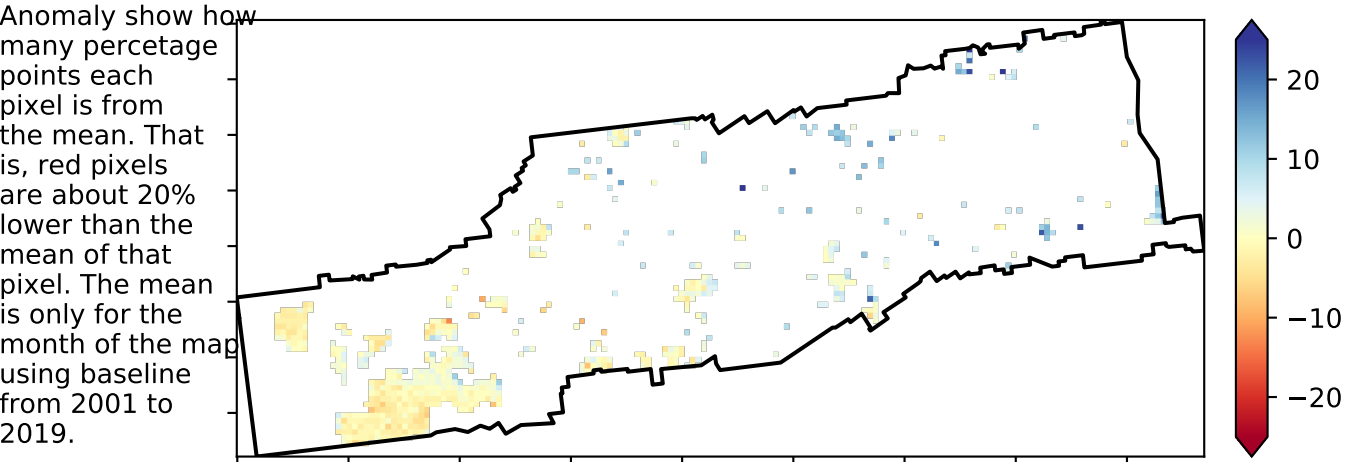 Anomaly show how
many percetage
points each
pixel is from
the mean. That
is, red pixels
are about 20%
lower than the
mean of that
pixel. The mean
is only for the
month of the map
using baseline
from 2001 to
2019.
20
10
0
−10
−20